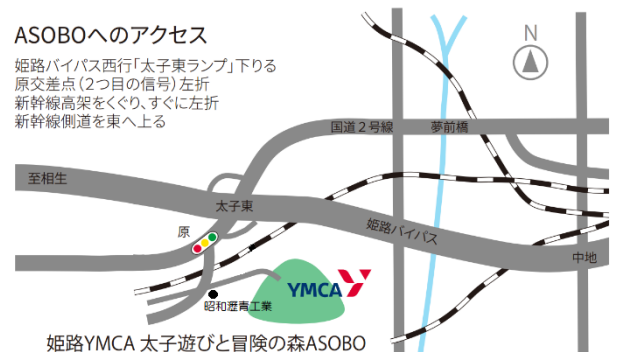 ASOBOへのアクセス
姫路バイパス西行「太子東ランプ」下りる
原交差点(2つ目の信号)左折
新幹線高架をくぐり、すぐに左折
新幹線側道を東へ上る
N
国道2号線
夢前橋
至相生
太子東
原
姫路バイパス
中地
YMCA
昭和瀝青工業
姫路YMCA 太子遊びと冒険の森ASOBO